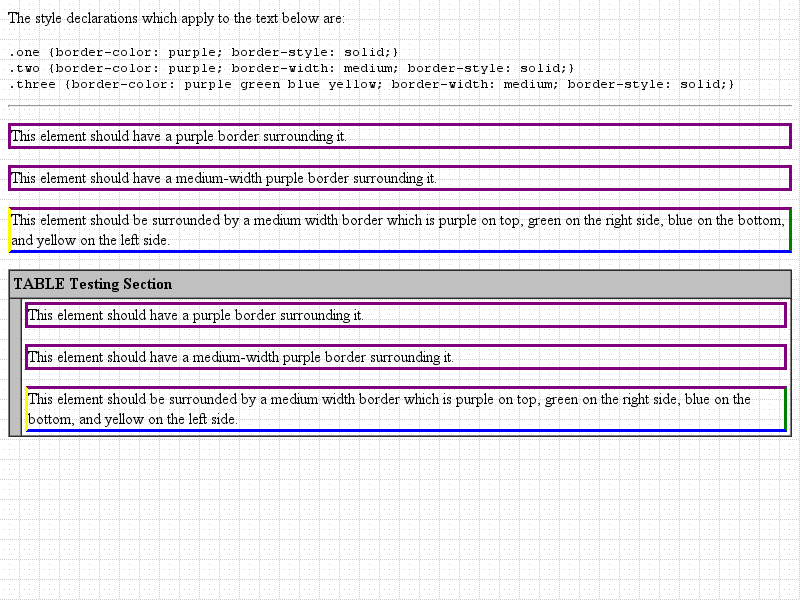 The style declarations which apply to the text below are:
.one {border-color: purple; border-style: solid;}
.two {border-color: purple; border-width: medium; border-style: solid;}
.three {border-color: purple green blue yellow; border-width: medium; border-style: solid;}
This element should have a purple border surrounding it.
This element should have a medium-width purple border surrounding it.
This element should be surrounded by a medium width border which is purple on top, green on the right side, blue on the bottom,
and yellow on the left side.
TABLE Testing Section
This element should have a purple border surrounding it.
This element should have a medium-width purple border surrounding it.
This element should be surrounded by a medium width border which is purple on top, green on the right side, blue on the
bottom, and yellow on the left side.